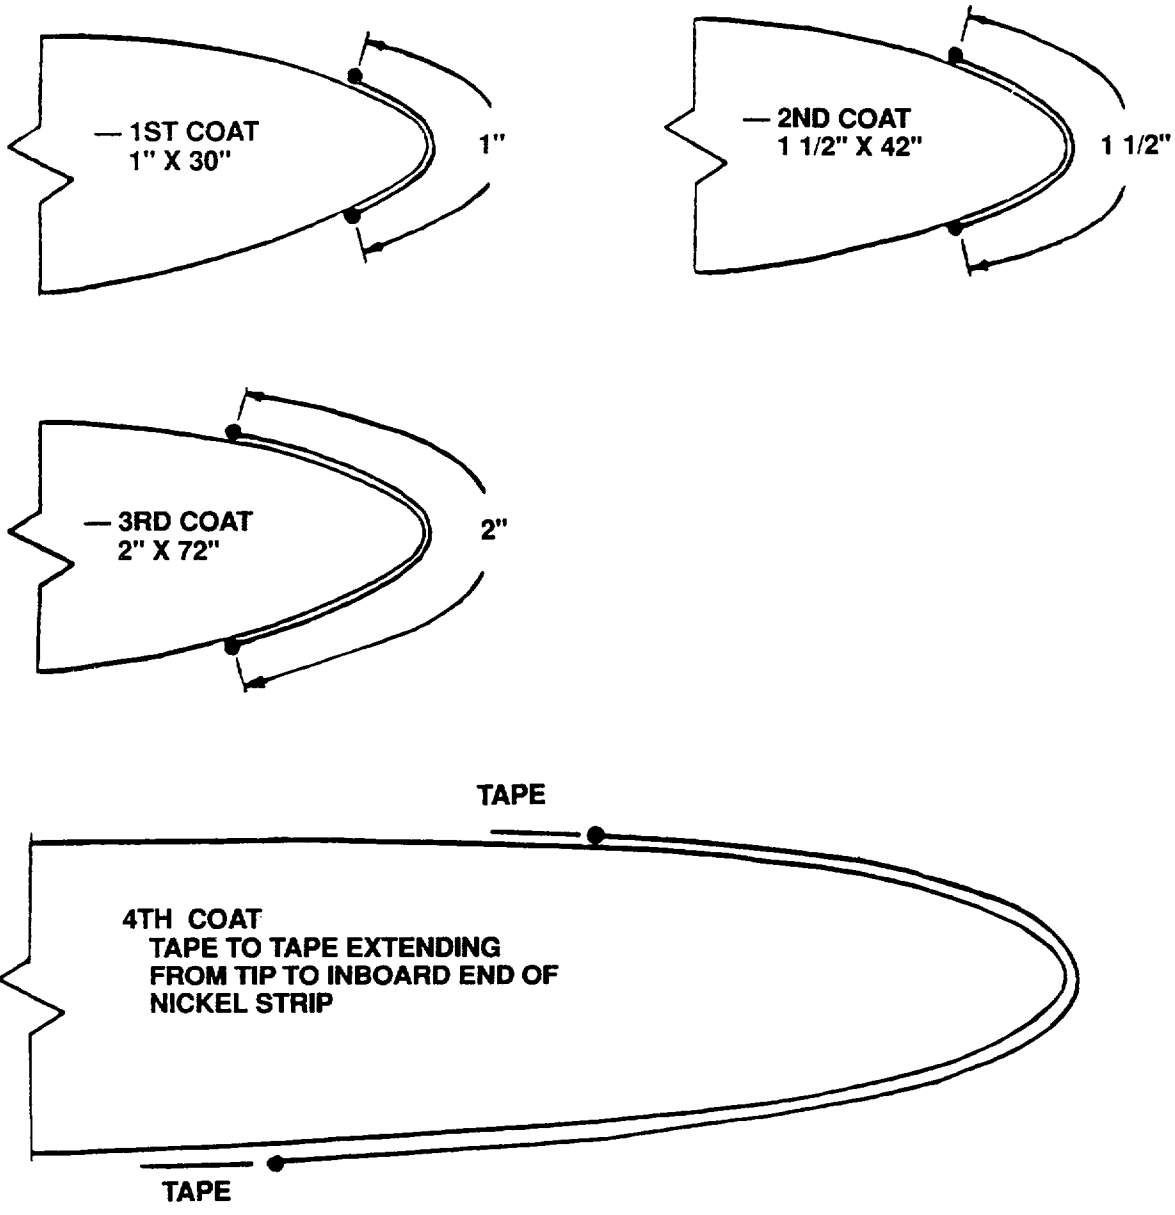 — 1ST COAT
1" X 30"
1"
— 2ND COAT
1 1/2" X 42"
1 1/2"
— 3RD COAT
2" X 72"
2"
TAPE
4TH COAT
TAPE TO TAPE EXTENDING
FROM TIP TO INBOARD END OF
NICKEL STRIP
TAPE